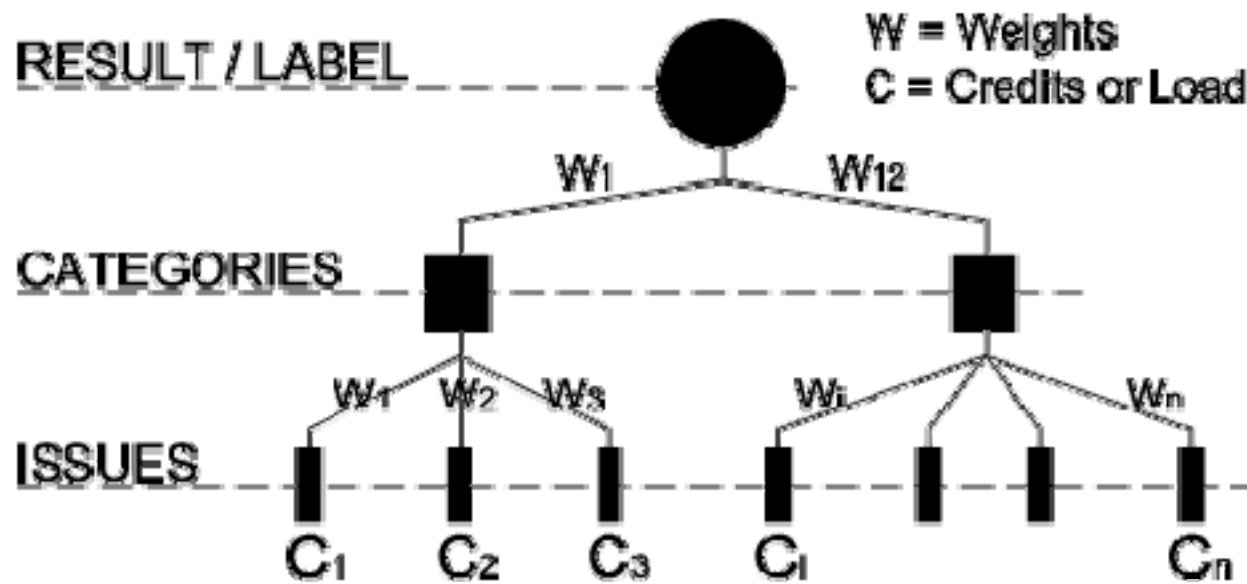 RESULT / LABEL
W = Weights
C = Credits or Load
W1 W12
CATEGORIES
W1 W2 W3 Wi Wn
ISSUES
C1 C2 C3 Ci Cn